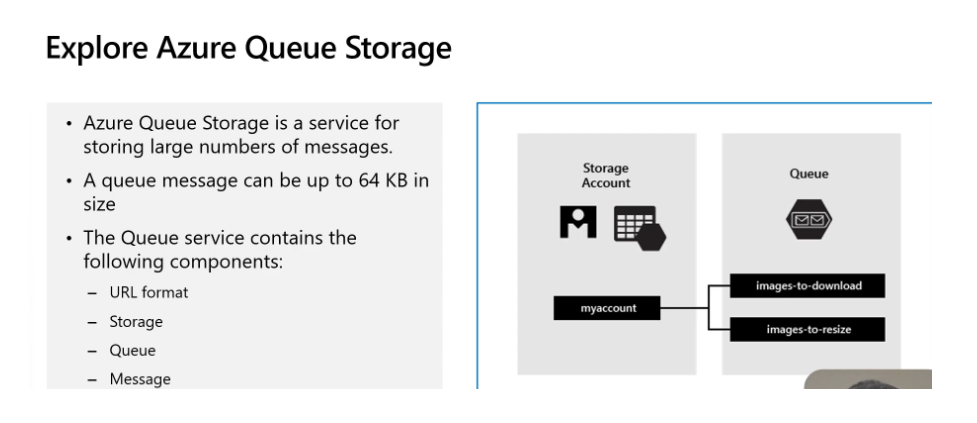 Explore Azure Queue Storage
• Azure Queue Storage is a service for
storing large numbers of messages.
• A queue message can be up to 64 KB in
size
• The Queue service contains the
following components:
– URL format
– Storage
– Queue
– Message
Storage
Account
myaccount
Queue
images-to-download
images-to-resize